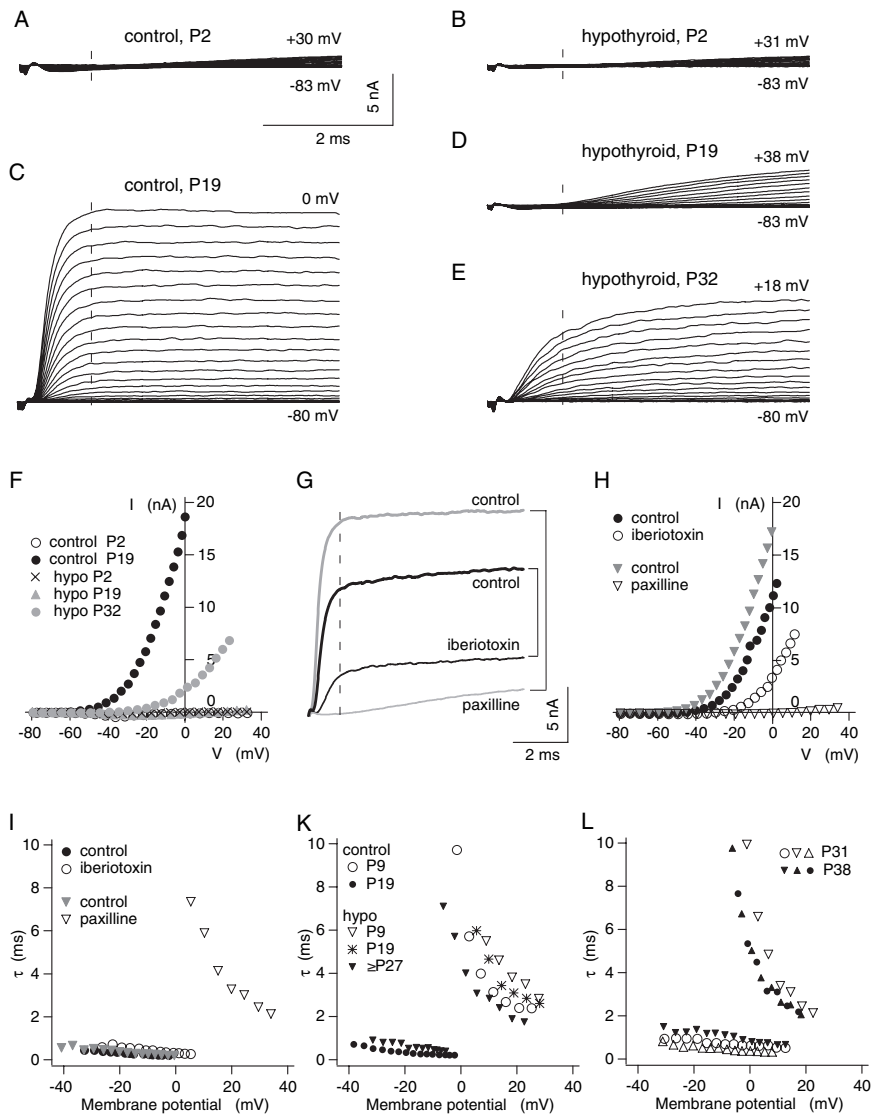 A
control, P2
+30 mV
-83 mV
5 nA
2 ms
B
hypothyroid, P2
+31 mV
-83 mV
C
control, P19
0 mV
-80 mV
D
hypothyroid, P19
+38 mV
-83 mV
E
hypothyroid, P32
+18 mV
-80 mV
F
I (nA)
20
15
10
5
0
control P2
control P19
hypo P2
hypo P19
hypo P32
-80 -60 -40 -20 0 20 40
V (mV)
G
control
control
iberiotoxin
paxilline
5 nA
2 ms
H
I (nA)
20
15
10
5
0
control
iberiotoxin
control
paxilline
-80 -60 -40 -20 0 20 40
V (mV)
I
10
8
6
4
2
0
τ (ms)
control
iberiotoxin
control
paxilline
-40 -20 0 20 40
Membrane potential (mV)
K
10
8
6
4
2
0
τ (ms)
control
P9
P19
hypo
P9
P19
≥P27
-40 -20 0 20 40
Membrane potential (mV)
L
10
8
6
4
2
0
τ (ms)
P31
P38
-40 -20 0 20 40
Membrane potential (mV)